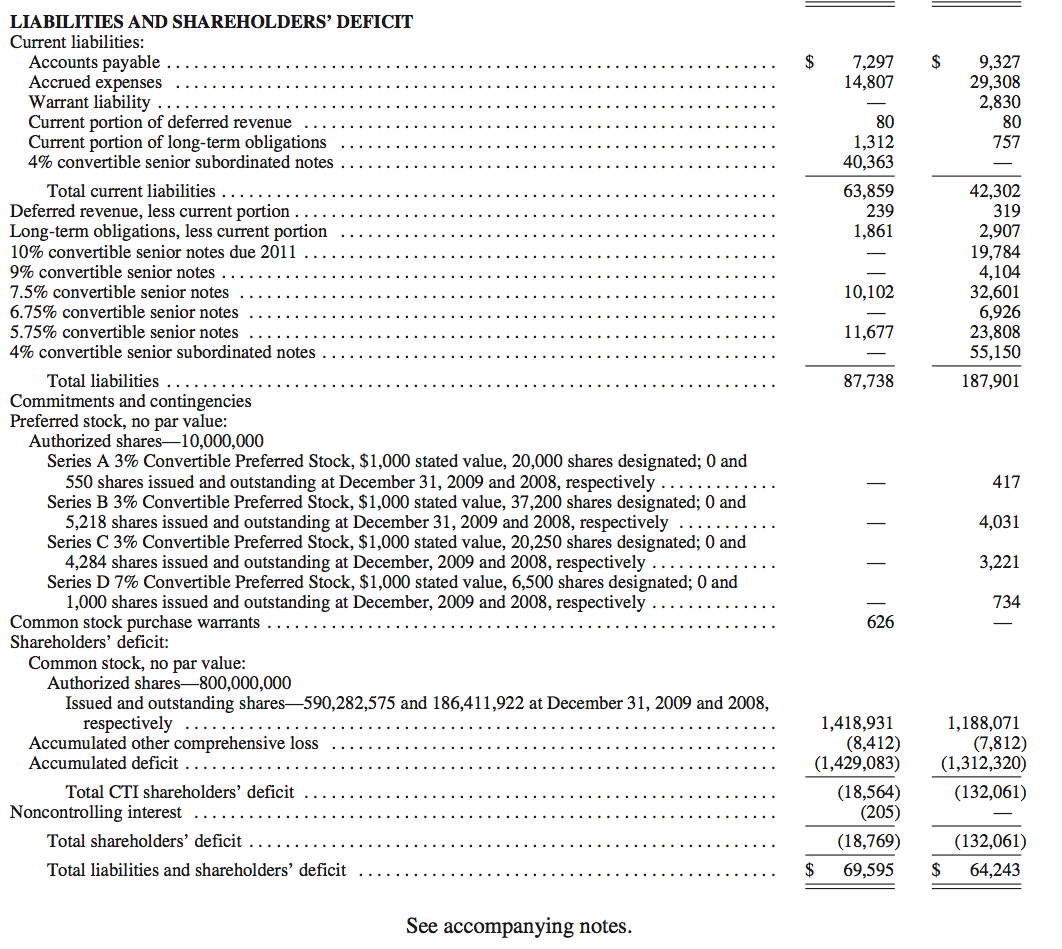 LIABILITIES AND SHAREHOLDERS’ DEFICIT
Current liabilities:
Accounts payable . . . . . . . . . . $ 7,297 $ 9,327
Accrued expenses . . . . . . . . . . 14,807 29,308
Warrant liability . . . . . . . . . . — 2,830
Current portion of deferred revenue . . . . . . . . . . 80 80
Current portion of long-term obligations . . . . . . . . . . 1,312 757
4% convertible senior subordinated notes . . . . . . . . . . 40,363 —
Total current liabilities . . . . . . . . . . 63,859 42,302
Deferred revenue, less current portion . . . . . . . . . . 239 319
Long-term obligations, less current portion . . . . . . . . . . 1,861 2,907
10% convertible senior notes due 2011 . . . . . . . . . . — 19,784
9% convertible senior notes . . . . . . . . . . — 4,104
7.5% convertible senior notes . . . . . . . . . . 10,102 32,601
6.75% convertible senior notes . . . . . . . . . . — 6,926
5.75% convertible senior notes . . . . . . . . . . 11,677 23,808
4% convertible senior subordinated notes . . . . . . . . . . — 55,150
Total liabilities . . . . . . . . . . 87,738 187,901
Commitments and contingencies
Preferred stock, no par value:
Authorized shares—10,000,000
Series A 3% Convertible Preferred Stock, $1,000 stated value, 20,000 shares designated; 0 and
550 shares issued and outstanding at December 31, 2009 and 2008, respectively . . . . . . . . . . — 417
Series B 3% Convertible Preferred Stock, $1,000 stated value, 37,200 shares designated; 0 and
5,218 shares issued and outstanding at December 31, 2009 and 2008, respectively . . . . . . . . . . — 4,031
Series C 3% Convertible Preferred Stock, $1,000 stated value, 20,250 shares designated; 0 and
4,284 shares issued and outstanding at December, 2009 and 2008, respectively . . . . . . . . . . — 3,221
Series D 7% Convertible Preferred Stock, $1,000 stated value, 6,500 shares designated; 0 and
1,000 shares issued and outstanding at December, 2009 and 2008, respectively . . . . . . . . . . — 734
Common stock purchase warrants . . . . . . . . . . 626 —
Shareholders’ deficit:
Common stock, no par value:
Authorized shares—800,000,000
Issued and outstanding shares—590,282,575 and 186,411,922 at December 31, 2009 and 2008,
respectively . . . . . . . . . . 1,418,931 1,188,071
Accumulated other comprehensive loss . . . . . . . . . . (8,412) (7,812)
Accumulated deficit . . . . . . . . . . (1,429,083) (1,312,320)
Total CTI shareholders’ deficit . . . . . . . . . . (18,564) (132,061)
Noncontrolling interest . . . . . . . . . . (205) —
Total shareholders’ deficit . . . . . . . . . . (18,769) (132,061)
Total liabilities and shareholders’ deficit . . . . . . . . . . $ 69,595 $ 64,243
See accompanying notes.